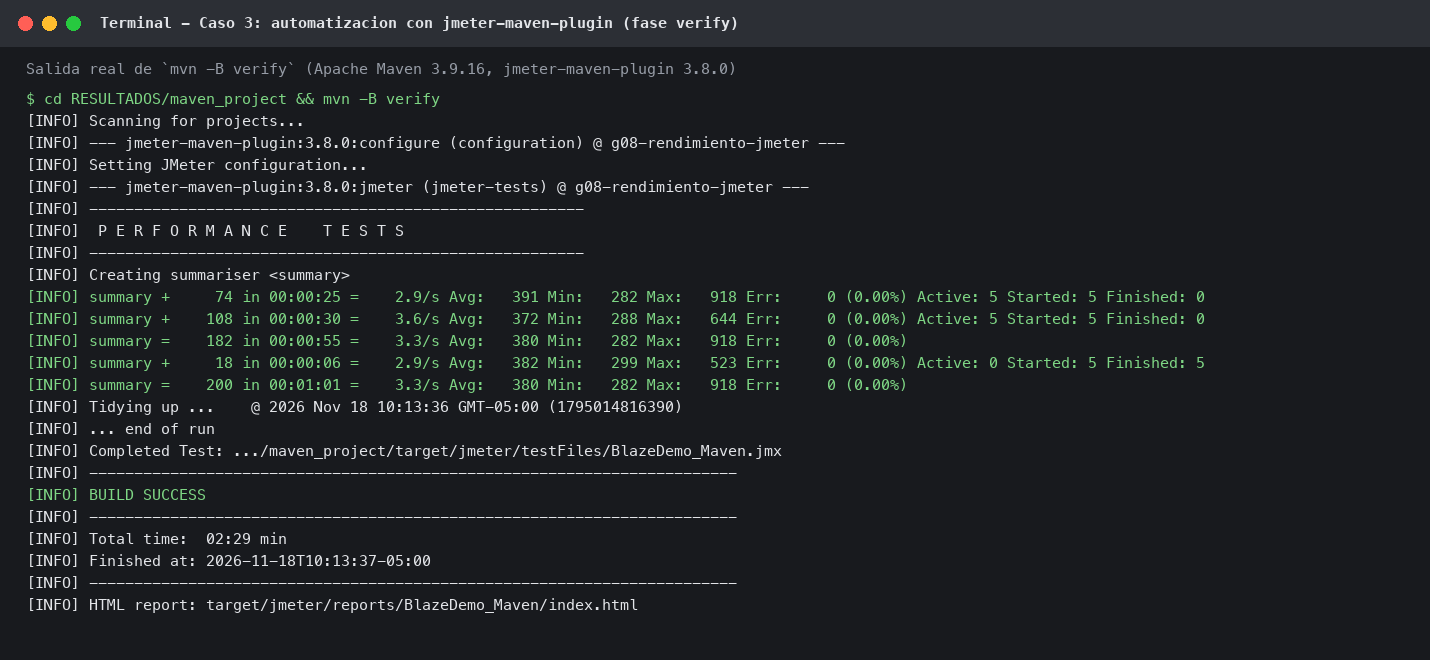 Terminal - Caso 3: automatizacion con jmeter-maven-plugin (fase verify)
Salida real de `mvn -B verify` (Apache Maven 3.9.16, jmeter-maven-plugin 3.8.0)
$ cd RESULTADOS/maven_project && mvn -B verify
[INFO] Scanning for projects...
[INFO] --- jmeter-maven-plugin:3.8.0:configure (configuration) @ g08-rendimiento-jmeter ---
[INFO] Setting JMeter configuration...
[INFO] --- jmeter-maven-plugin:3.8.0:jmeter (jmeter-tests) @ g08-rendimiento-jmeter ---
[INFO] -------------------------------------------------------
[INFO]  P E R F O R M A N C E    T E S T S
[INFO] -------------------------------------------------------
[INFO] Creating summariser <summary>
[INFO] summary +     74 in 00:00:25 =    2.9/s Avg:   391 Min:   282 Max:   918 Err:     0 (0.00%) Active: 5 Started: 5 Finished: 0
[INFO] summary +    108 in 00:00:30 =    3.6/s Avg:   372 Min:   288 Max:   644 Err:     0 (0.00%) Active: 5 Started: 5 Finished: 0
[INFO] summary =    182 in 00:00:55 =    3.3/s Avg:   380 Min:   282 Max:   918 Err:     0 (0.00%)
[INFO] summary +     18 in 00:00:06 =    2.9/s Avg:   382 Min:   299 Max:   523 Err:     0 (0.00%) Active: 0 Started: 5 Finished: 5
[INFO] summary =    200 in 00:01:01 =    3.3/s Avg:   380 Min:   282 Max:   918 Err:     0 (0.00%)
[INFO] Tidying up ...    @ 2026 Nov 18 10:13:36 GMT-05:00 (1795014816390)
[INFO] ... end of run
[INFO] Completed Test: .../maven_project/target/jmeter/testFiles/BlazeDemo_Maven.jmx
[INFO] ------------------------------------------------------------------------
[INFO] BUILD SUCCESS
[INFO] ------------------------------------------------------------------------
[INFO] Total time:  02:29 min
[INFO] Finished at: 2026-11-18T10:13:37-05:00
[INFO] ------------------------------------------------------------------------
[INFO] HTML report: target/jmeter/reports/BlazeDemo_Maven/index.html